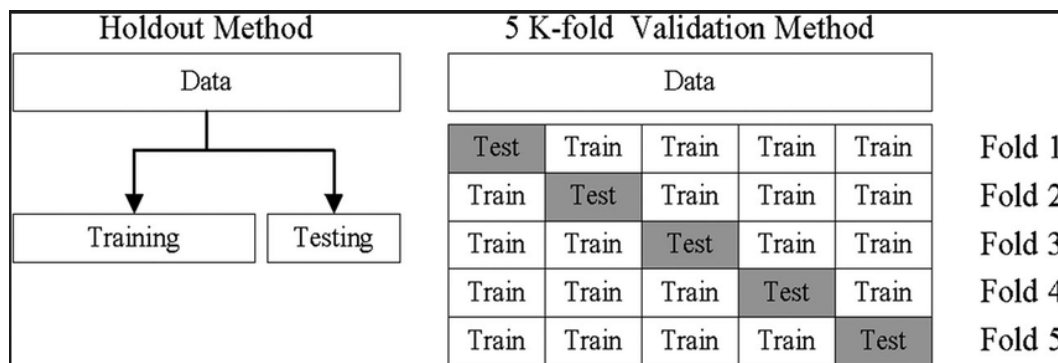 Holdout Method
Data
Training
Testing
5 K-fold Validation Method
Data
Test Train Train Train Train Fold 1
Train Test Train Train Train Fold 2
Train Train Test Train Train Fold 3
Train Train Train Test Train Fold 4
Train Train Train Train Test Fold 5